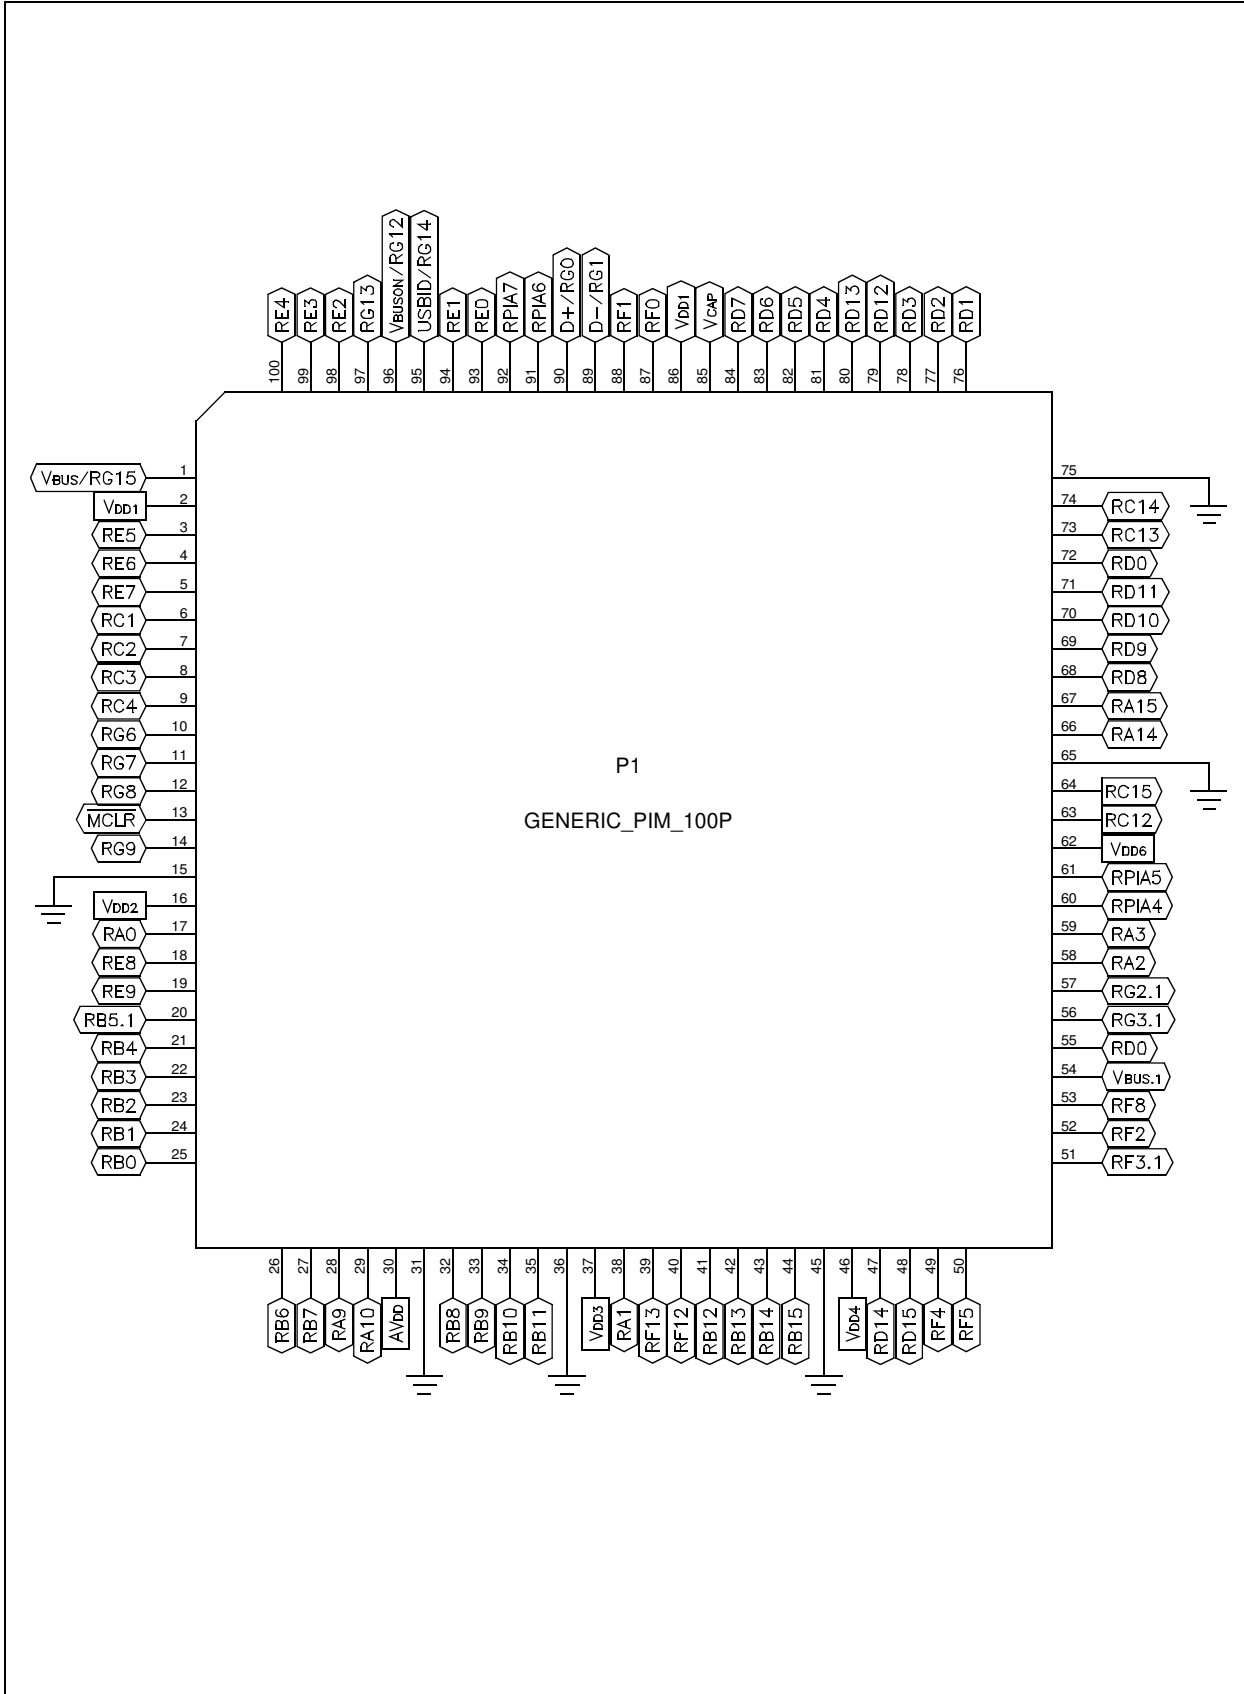 RE4 RE3 RE2 RG13 VBUSON/RG12 USBID/RG14 RE1 RE0 RPIA7 RPIA6 D+/RG0 D-/RG1 RF1 RF0 VDD1 VCAP RD7 RD6 RD5 RD4 RD13 RD12 RD3 RD2 RD1
100 99 98 97 96 95 94 93 92 91 90 89 88 87 86 85 84 83 82 81 80 79 78 77 76
VBUS/RG15 1
VDD1 2
RE5 3
RE6 4
RE7 5
RC1 6
RC2 7
RC3 8
RC4 9
RG6 10
RG7 11
RG8 12
MCLR 13
RG9 14
15
VDD2 16
RA0 17
RE8 18
RE9 19
RB5.1 20
RB4 21
RB3 22
RB2 23
RB1 24
RB0 25
P1
GENERIC_PIM_100P
75
74 RC14
73 RC13
72 RD0
71 RD11
70 RD10
69 RD9
68 RD8
67 RA15
66 RA14
65
64 RC15
63 RC12
62 VDD6
61 RPIA5
60 RPIA4
59 RA3
58 RA2
57 RG2.1
56 RG3.1
55 RD0
54 VBUS.1
53 RF8
52 RF2
51 RF3.1
26 27 28 29 30 31 32 33 34 35 36 37 38 39 40 41 42 43 44 45 46 47 48 49 50
RB6 RB7 RA9 RA10 AVDD RB8 RB9 RB10 RB11 VDD3 RA1 RF13 RF12 RB12 RB13 RB14 RB15 VDD4 RD14 RD15 RF4 RF5